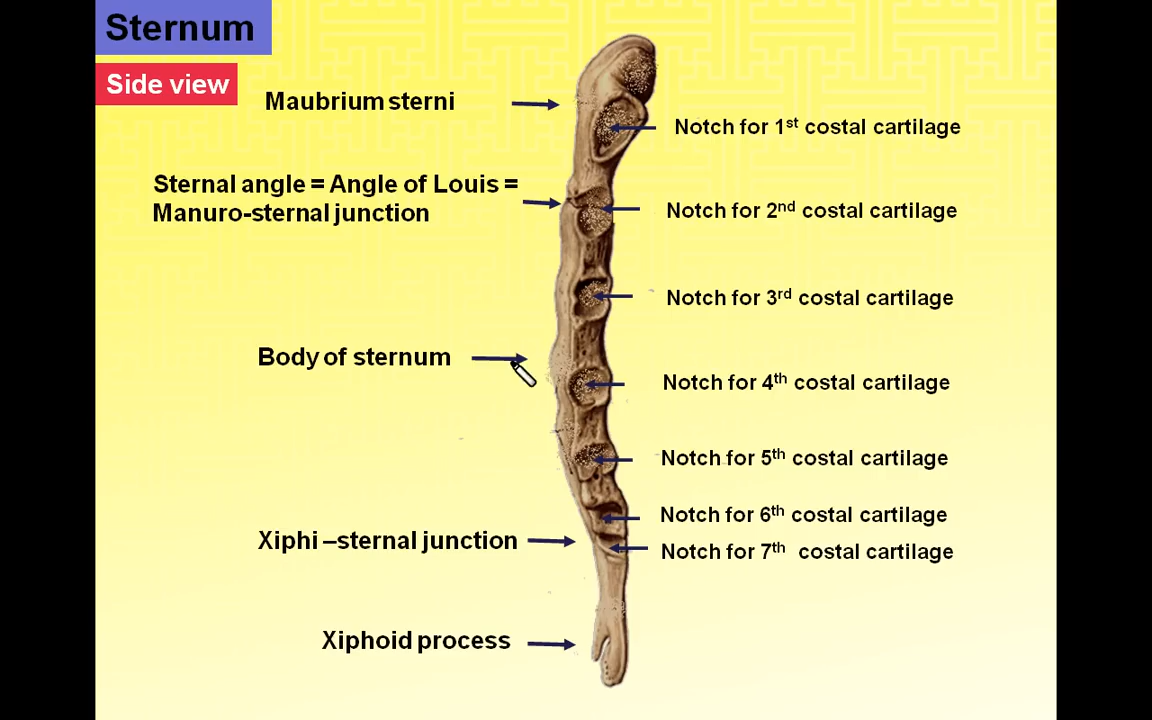 Sternum
Side view
Maubrium sterni
Notch for 1st costal cartilage
Sternal angle = Angle of Louis =
Manuro-sternal junction
Notch for 2nd costal cartilage
Notch for 3rd costal cartilage
Body of sternum
Notch for 4th costal cartilage
Notch for 5th costal cartilage
Notch for 6th costal cartilage
Xiphi –sternal junction
Notch for 7th costal cartilage
Xiphoid process